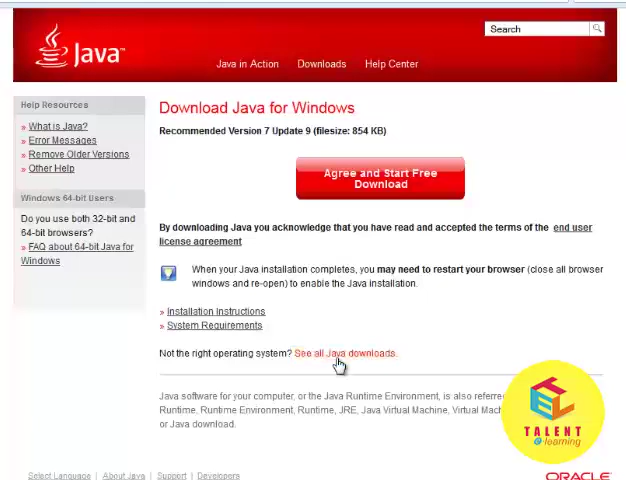 Java™
Search
Java in Action Downloads Help Center
Help Resources
» What is Java?
» Error Messages
» Remove Older Versions
» Other Help
Windows 64-bit Users
Do you use both 32-bit and
64-bit browsers?
» FAQ about 64-bit Java for
Windows
Download Java for Windows
Recommended Version 7 Update 9 (filesize: 854 KB)
Agree and Start Free
Download
By downloading Java you acknowledge that you have read and accepted the terms of the end user
license agreement
When your Java installation completes, you may need to restart your browser (close all browser
windows and re-open) to enable the Java installation.
» Installation Instructions
» System Requirements
Not the right operating system? See all Java downloads.
Java software for your computer, or the Java Runtime Environment, is also
Runtime, Runtime Environment, Runtime, JRE, Java Virtual Machine, Virtual
or Java download.
TEL
TALENT
e-learning
Select Language | About Java | Support | Developers
ORACLE